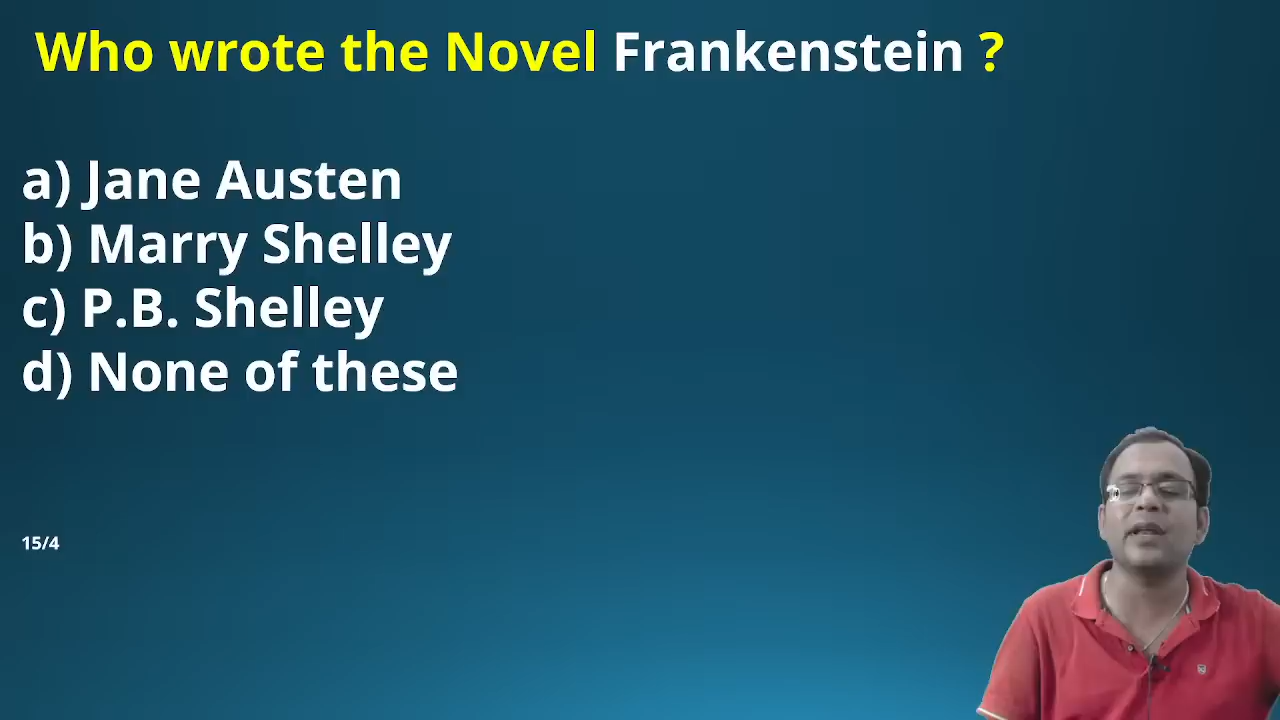 Who wrote the Novel Frankenstein ?
a) Jane Austen
b) Marry Shelley
c) P.B. Shelley
d) None of these
15/4